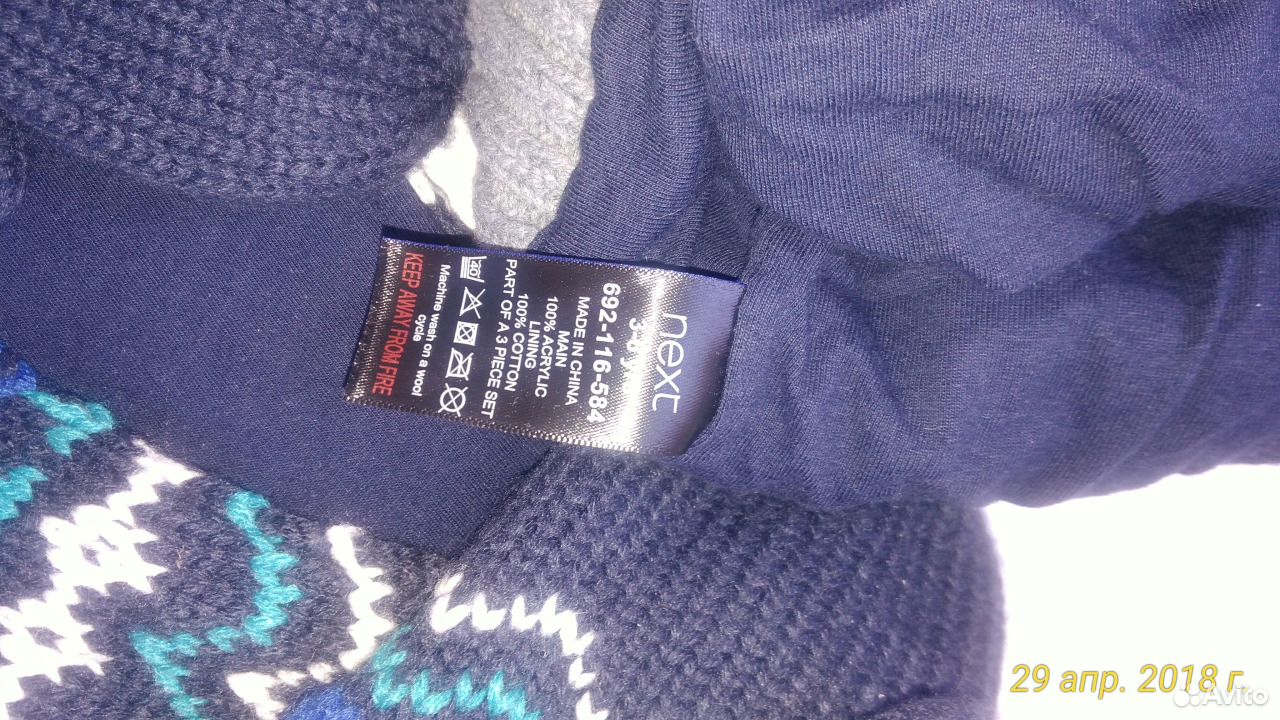 next
692-116-584
MADE IN CHINA
MAIN
100% ACRYLIC
LINING
100% COTTON
PART OF A 3 PIECE SET
40
Machine wash on a wool
cycle
KEEP AWAY FROM FIRE
29 апр. 2018 г.
Avito